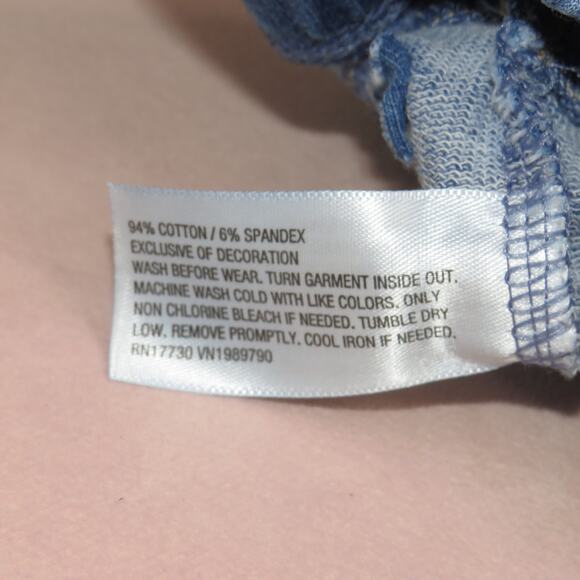 94% COTTON / 6% SPANDEX
EXCLUSIVE OF DECORATION
WASH BEFORE WEAR. TURN GARMENT INSIDE OUT.
MACHINE WASH COLD WITH LIKE COLORS. ONLY
NON CHLORINE BLEACH IF NEEDED. TUMBLE DRY
LOW. REMOVE PROMPTLY. COOL IRON IF NEEDED.
RN17730 VN1989790